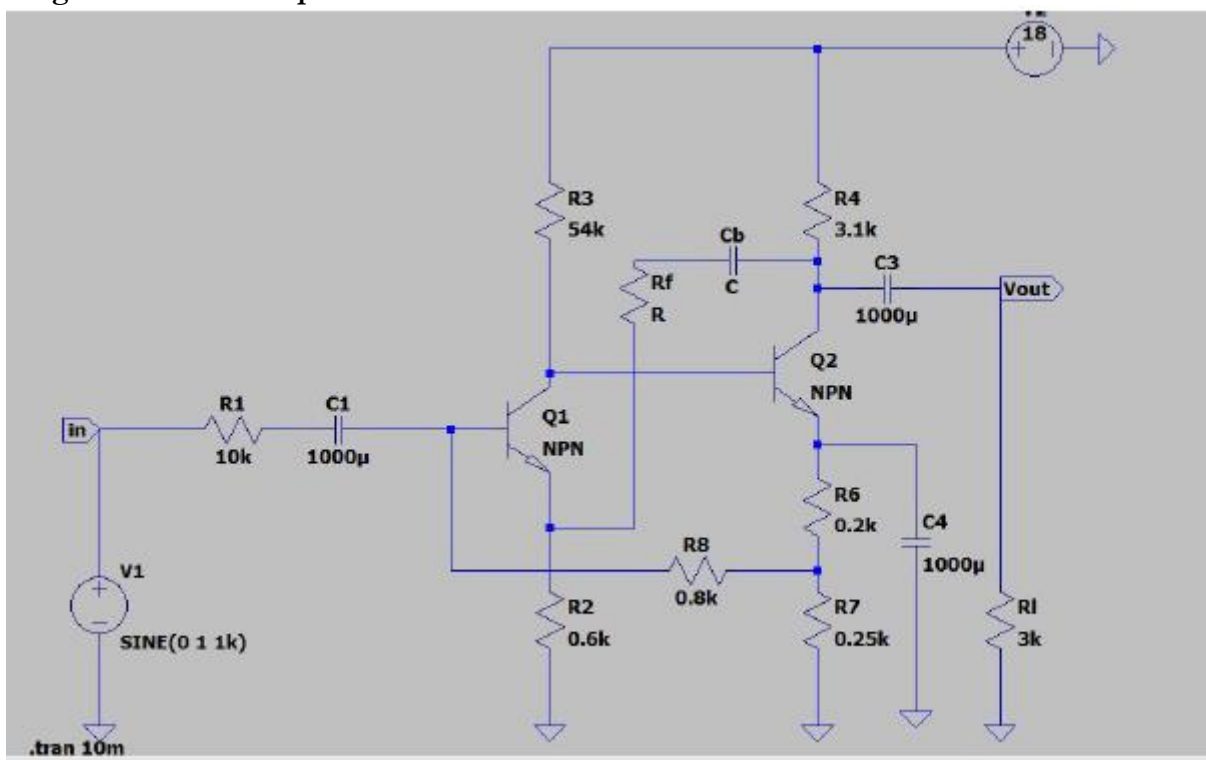 18
R3
54k
R4
3.1k
Cb
C
Rf
R
C3
1000µ
Vout
Q2
NPN
in
R1
10k
C1
1000µ
Q1
NPN
R6
0.2k
C4
1000µ
R8
0.8k
V1
SINE(0 1 1k)
R2
0.6k
R7
0.25k
Rl
3k
.tran 10m